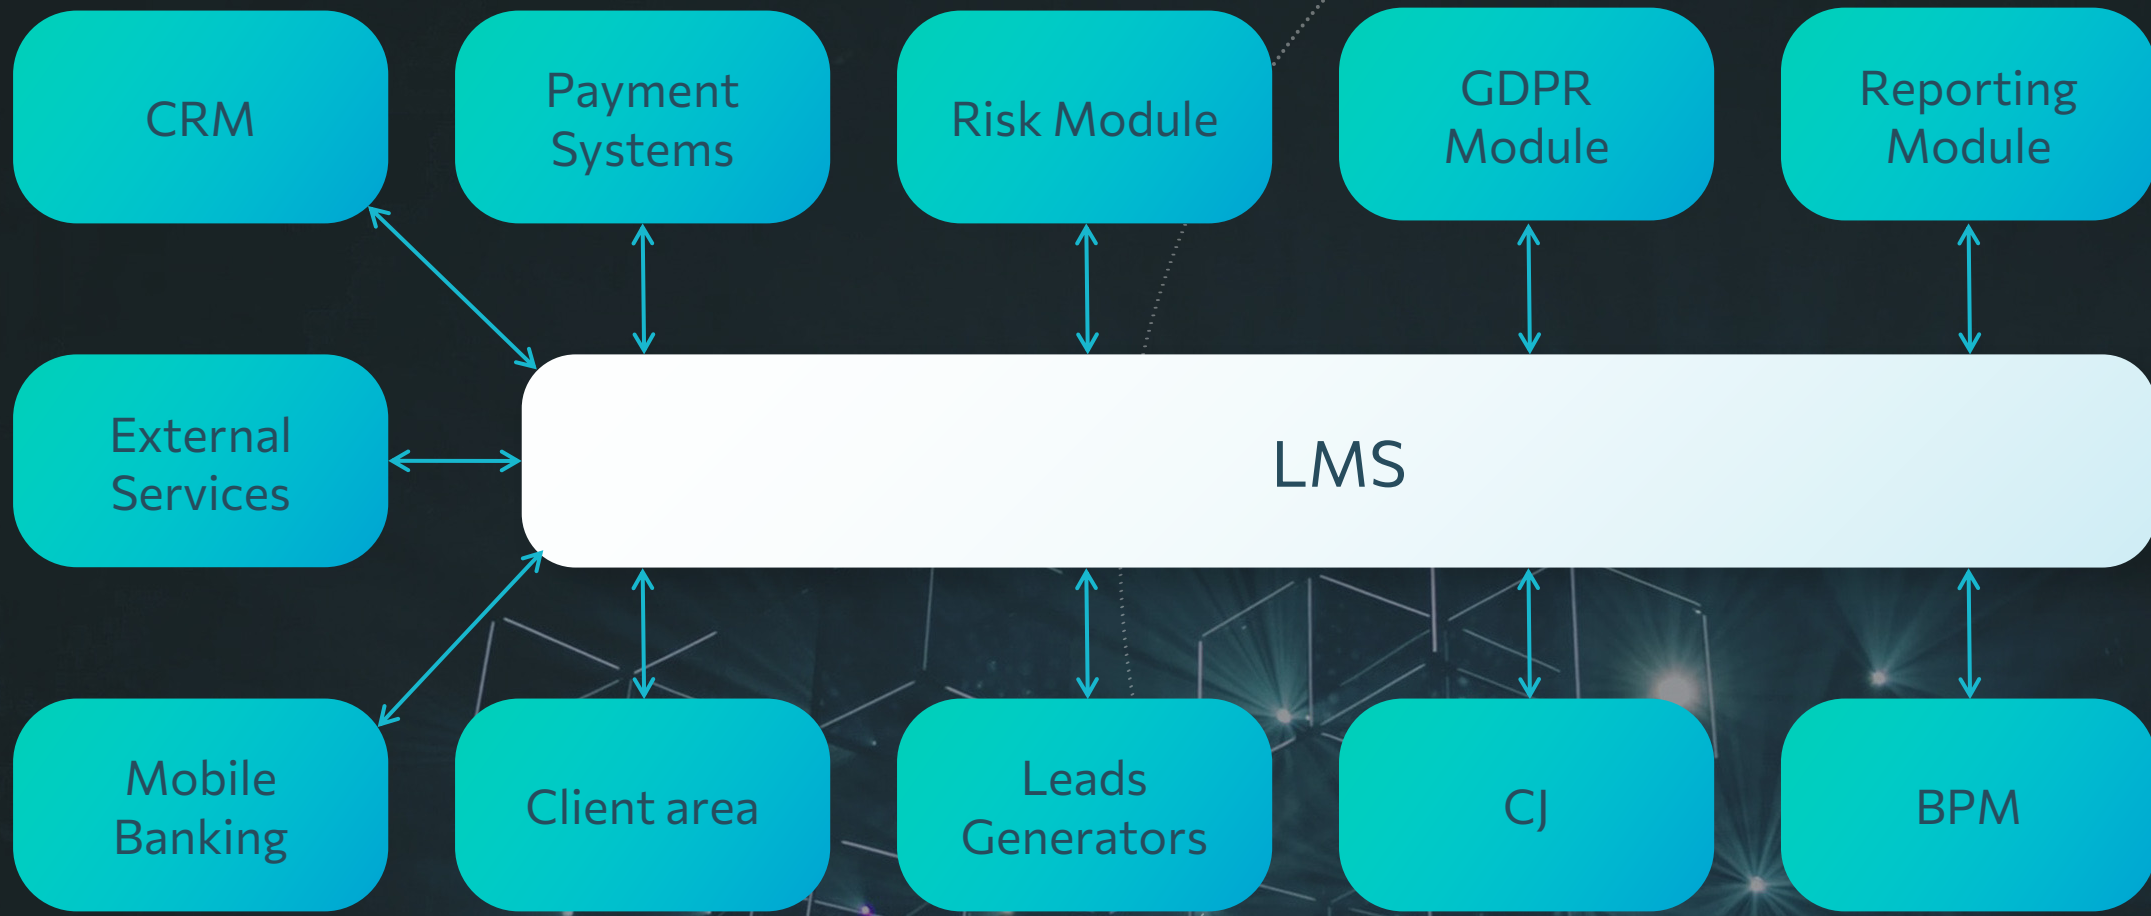 CRM
Payment
Systems
Risk Module
GDPR
Module
Reporting
Module
External
Services
LMS
Mobile
Banking
Client area
Leads
Generators
CJ
BPM